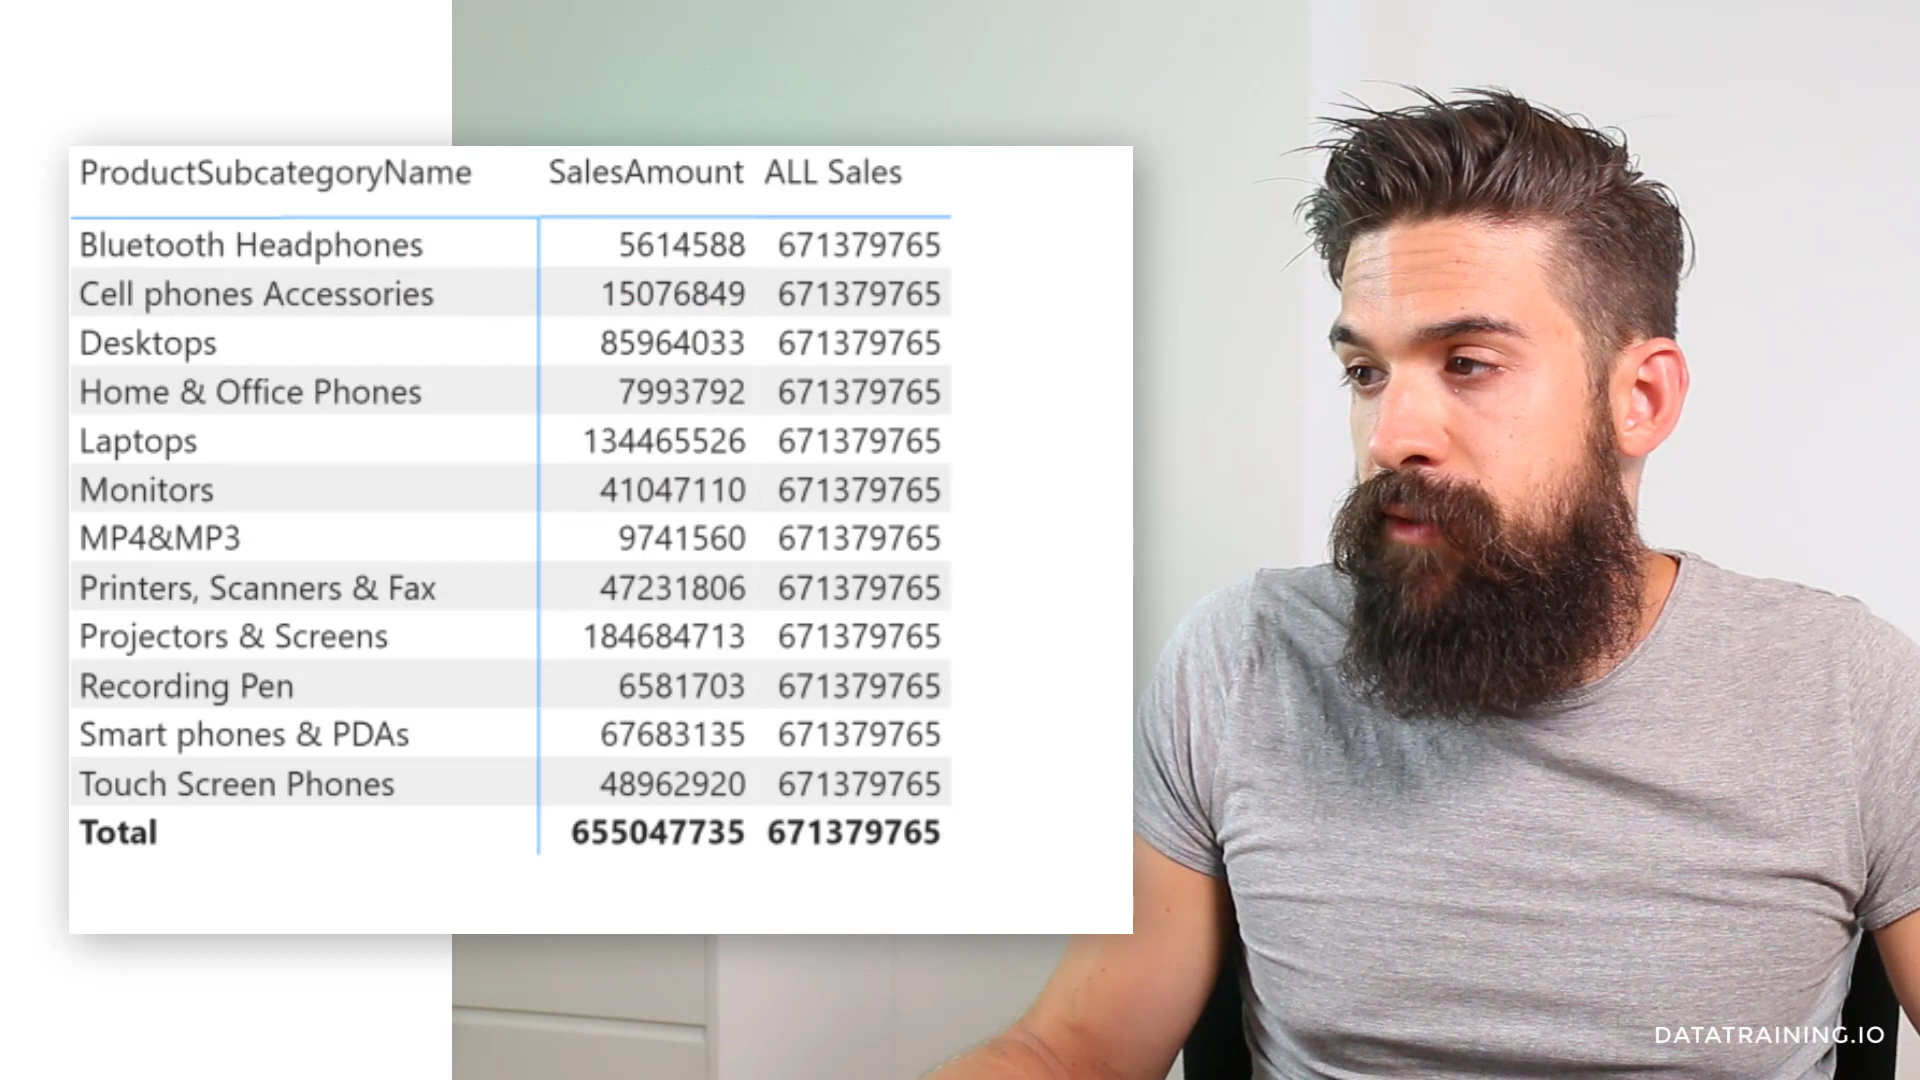 ProductSubcategoryName SalesAmount ALL Sales
Bluetooth Headphones 5614588 671379765
Cell phones Accessories 15076849 671379765
Desktops 85964033 671379765
Home & Office Phones 7993792 671379765
Laptops 134465526 671379765
Monitors 41047110 671379765
MP4&MP3 9741560 671379765
Printers, Scanners & Fax 47231806 671379765
Projectors & Screens 184684713 671379765
Recording Pen 6581703 671379765
Smart phones & PDAs 67683135 671379765
Touch Screen Phones 48962920 671379765
Total 655047735 671379765
DATATRAINING.IO